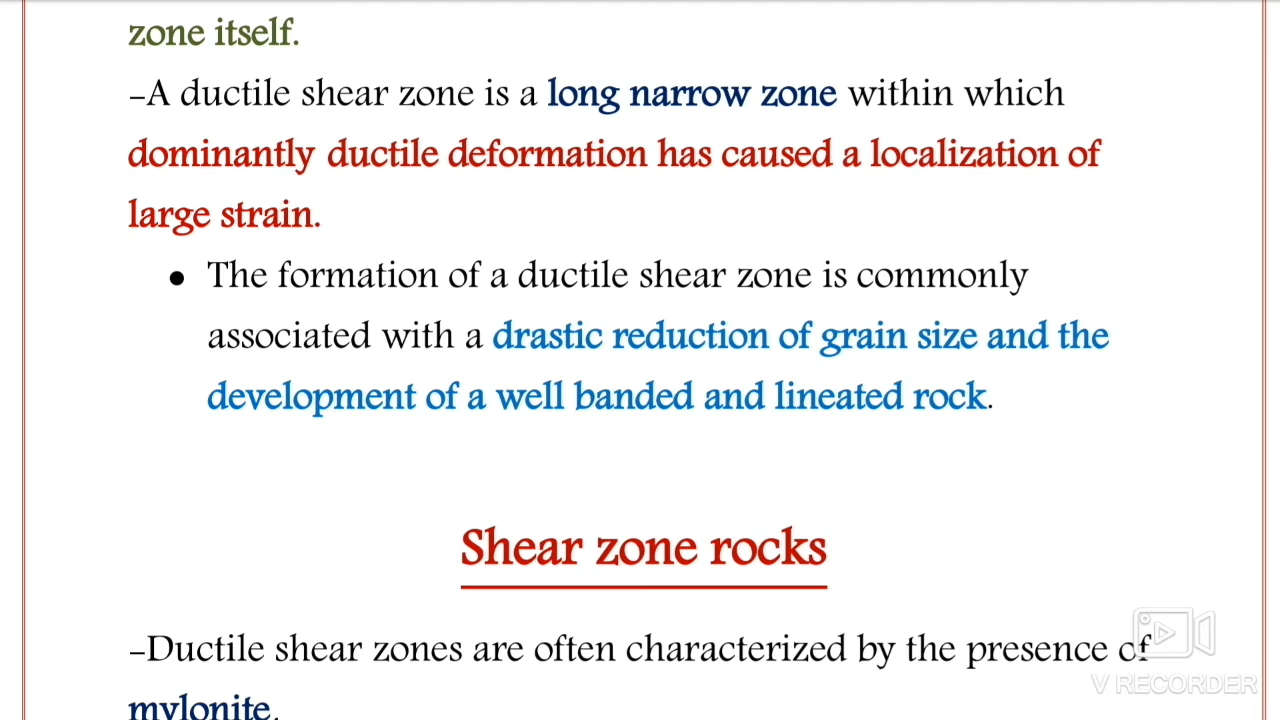 zone itself.
–A ductile shear zone is a long narrow zone within which
dominantly ductile deformation has caused a localization of
large strain.
• The formation of a ductile shear zone is commonly
associated with a drastic reduction of grain size and the
development of a well banded and lineated rock.
Shear zone rocks
–Ductile shear zones are often characterized by the presence of
mylonite.
V RECORDER